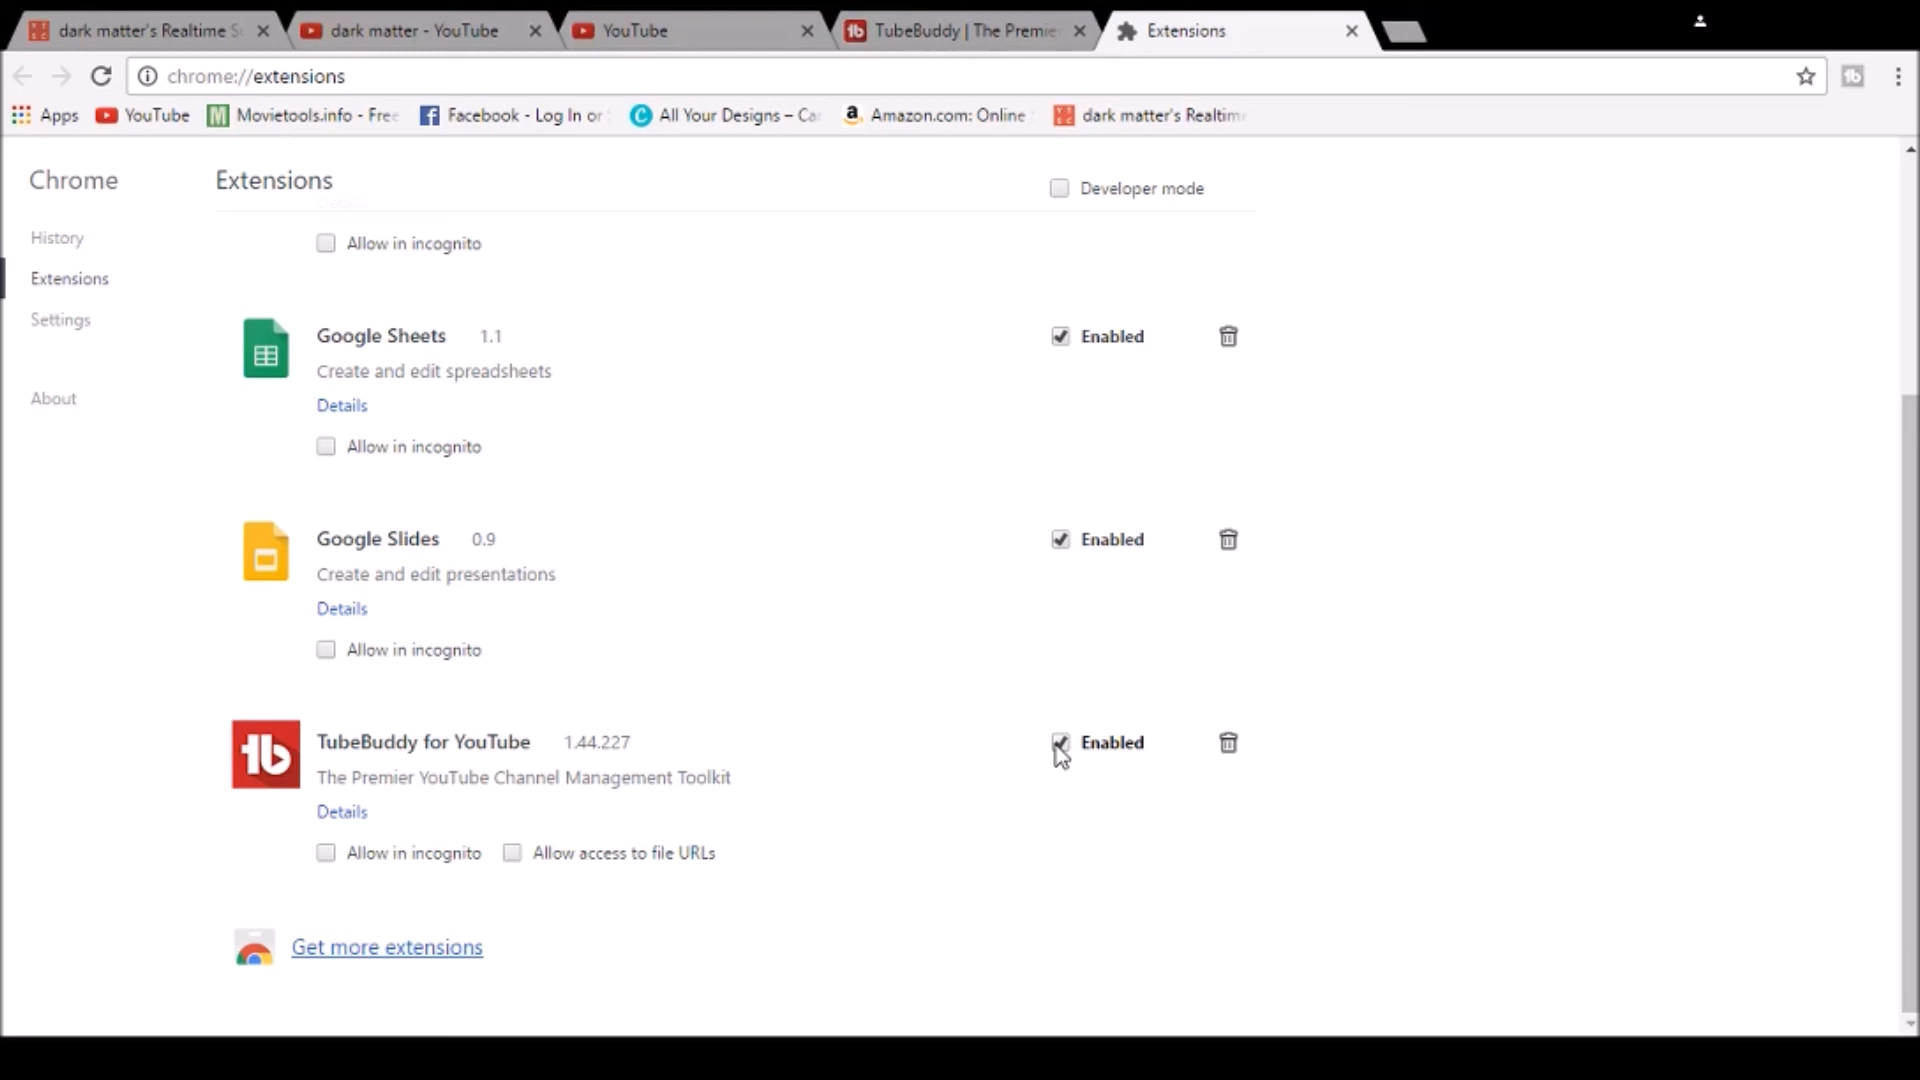 dark matter's Realtime S
dark matter - YouTube
YouTube
TubeBuddy | The Premie
Extensions
chrome://extensions
Apps
YouTube
Movietools.info - Free
Facebook - Log In or
All Your Designs – Ca
Amazon.com: Online
dark matter's Realtim
Chrome
Extensions
Developer mode
History
Allow in incognito
Extensions
Settings
Google Sheets 1.1
Enabled
Create and edit spreadsheets
Details
About
Allow in incognito
Google Slides 0.9
Enabled
Create and edit presentations
Details
Allow in incognito
TubeBuddy for YouTube 1.44.227
Enabled
The Premier YouTube Channel Management Toolkit
Details
Allow in incognito
Allow access to file URLs
Get more extensions